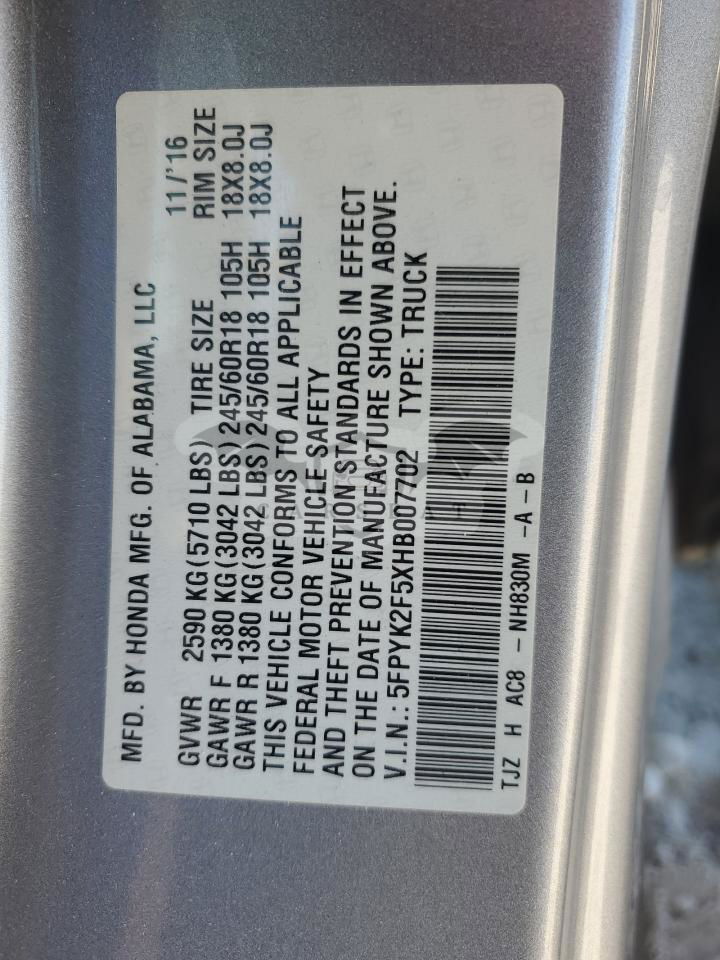 MFD. BY HONDA MFG. OF ALABAMA, LLC 11/'16
GVWR 2590 KG(5710 LBS) TIRE SIZE RIM SIZE
GAWR F 1380 KG(3042 LBS) 245/60R18 105H 18X8.0J
GAWR R 1380 KG(3042 LBS) 245/60R18 105H 18X8.0J
THIS VEHICLE CONFORMS TO ALL APPLICABLE
FEDERAL MOTOR VEHICLE SAFETY
AND THEFT PREVENTION STANDARDS IN EFFECT
ON THE DATE OF MANUFACTURE SHOWN ABOVE.
V.I.N.: 5FPYK2F5XHB007702 TYPE: TRUCK
TJZ H AC8 - NH830M -A - B